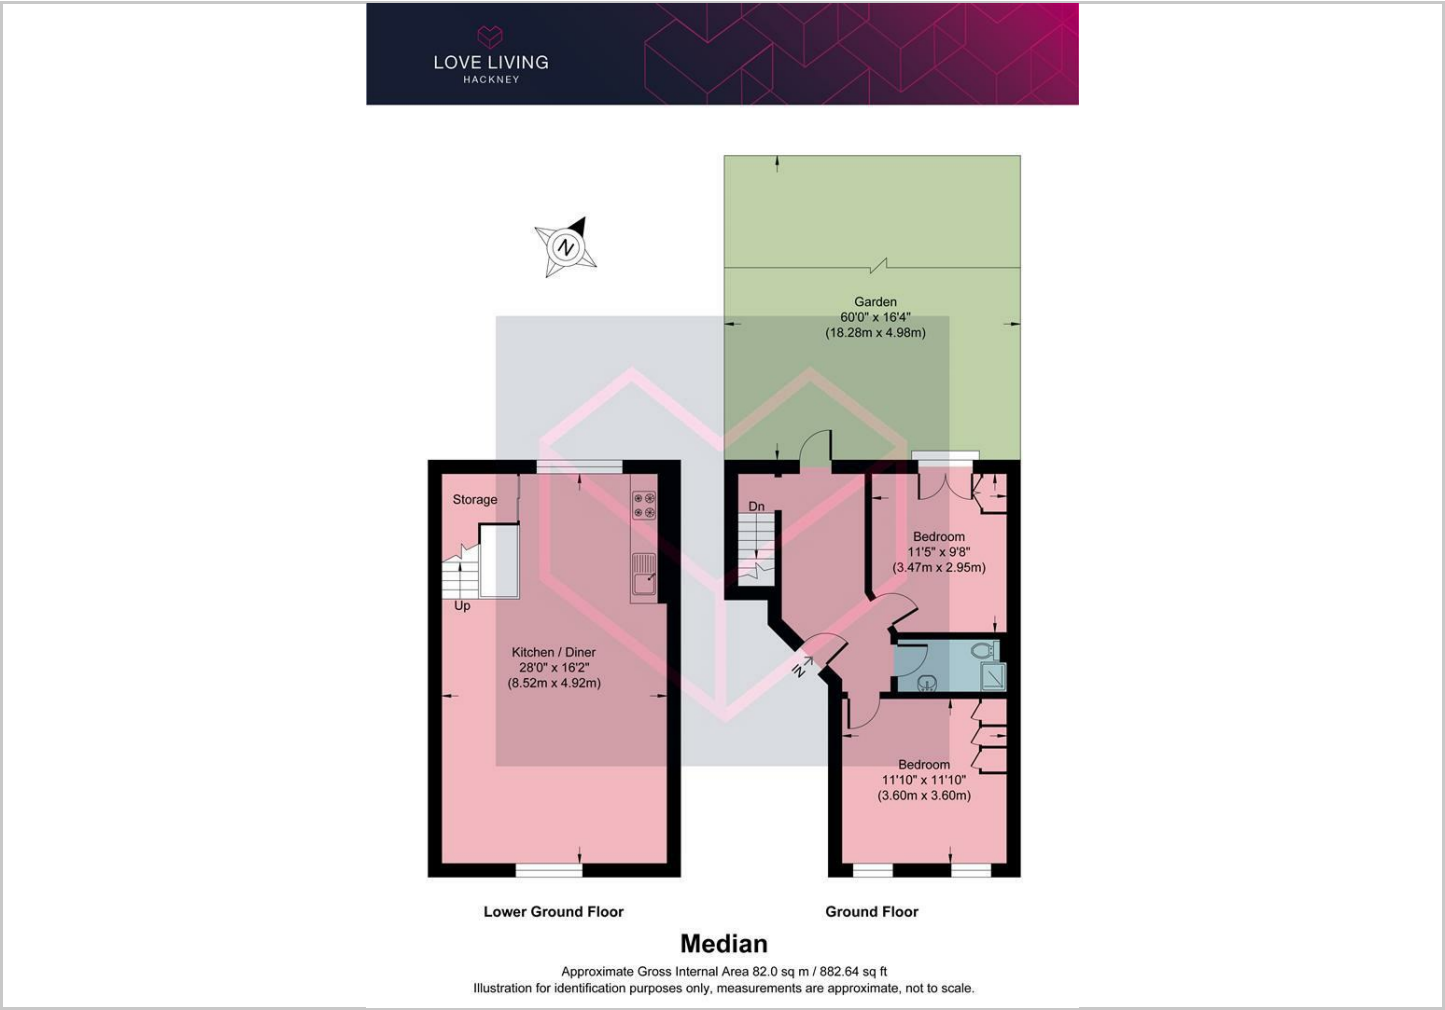 LOVE LIVING
HACKNEY
N
Garden
60'0" x 16'4"
(18.28m x 4.98m)
Storage
Up
Kitchen / Diner
28'0" x 16'2"
(8.52m x 4.92m)
Dn
Bedroom
11'5" x 9'8"
(3.47m x 2.95m)
IN
Bedroom
11'10" x 11'10"
(3.60m x 3.60m)
Lower Ground Floor
Ground Floor
Median
Approximate Gross Internal Area 82.0 sq m / 882.64 sq ft
Illustration for identification purposes only, measurements are approximate, not to scale.